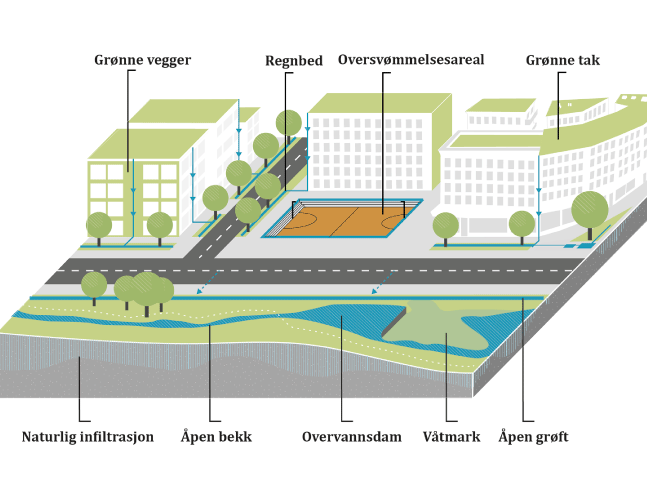 Grønne vegger
Regnbed
Oversvømmelsesareal
Grønne tak
Naturlig infiltrasjon
Åpen bekk
Overvannsdam
Våtmark
Åpen grøft